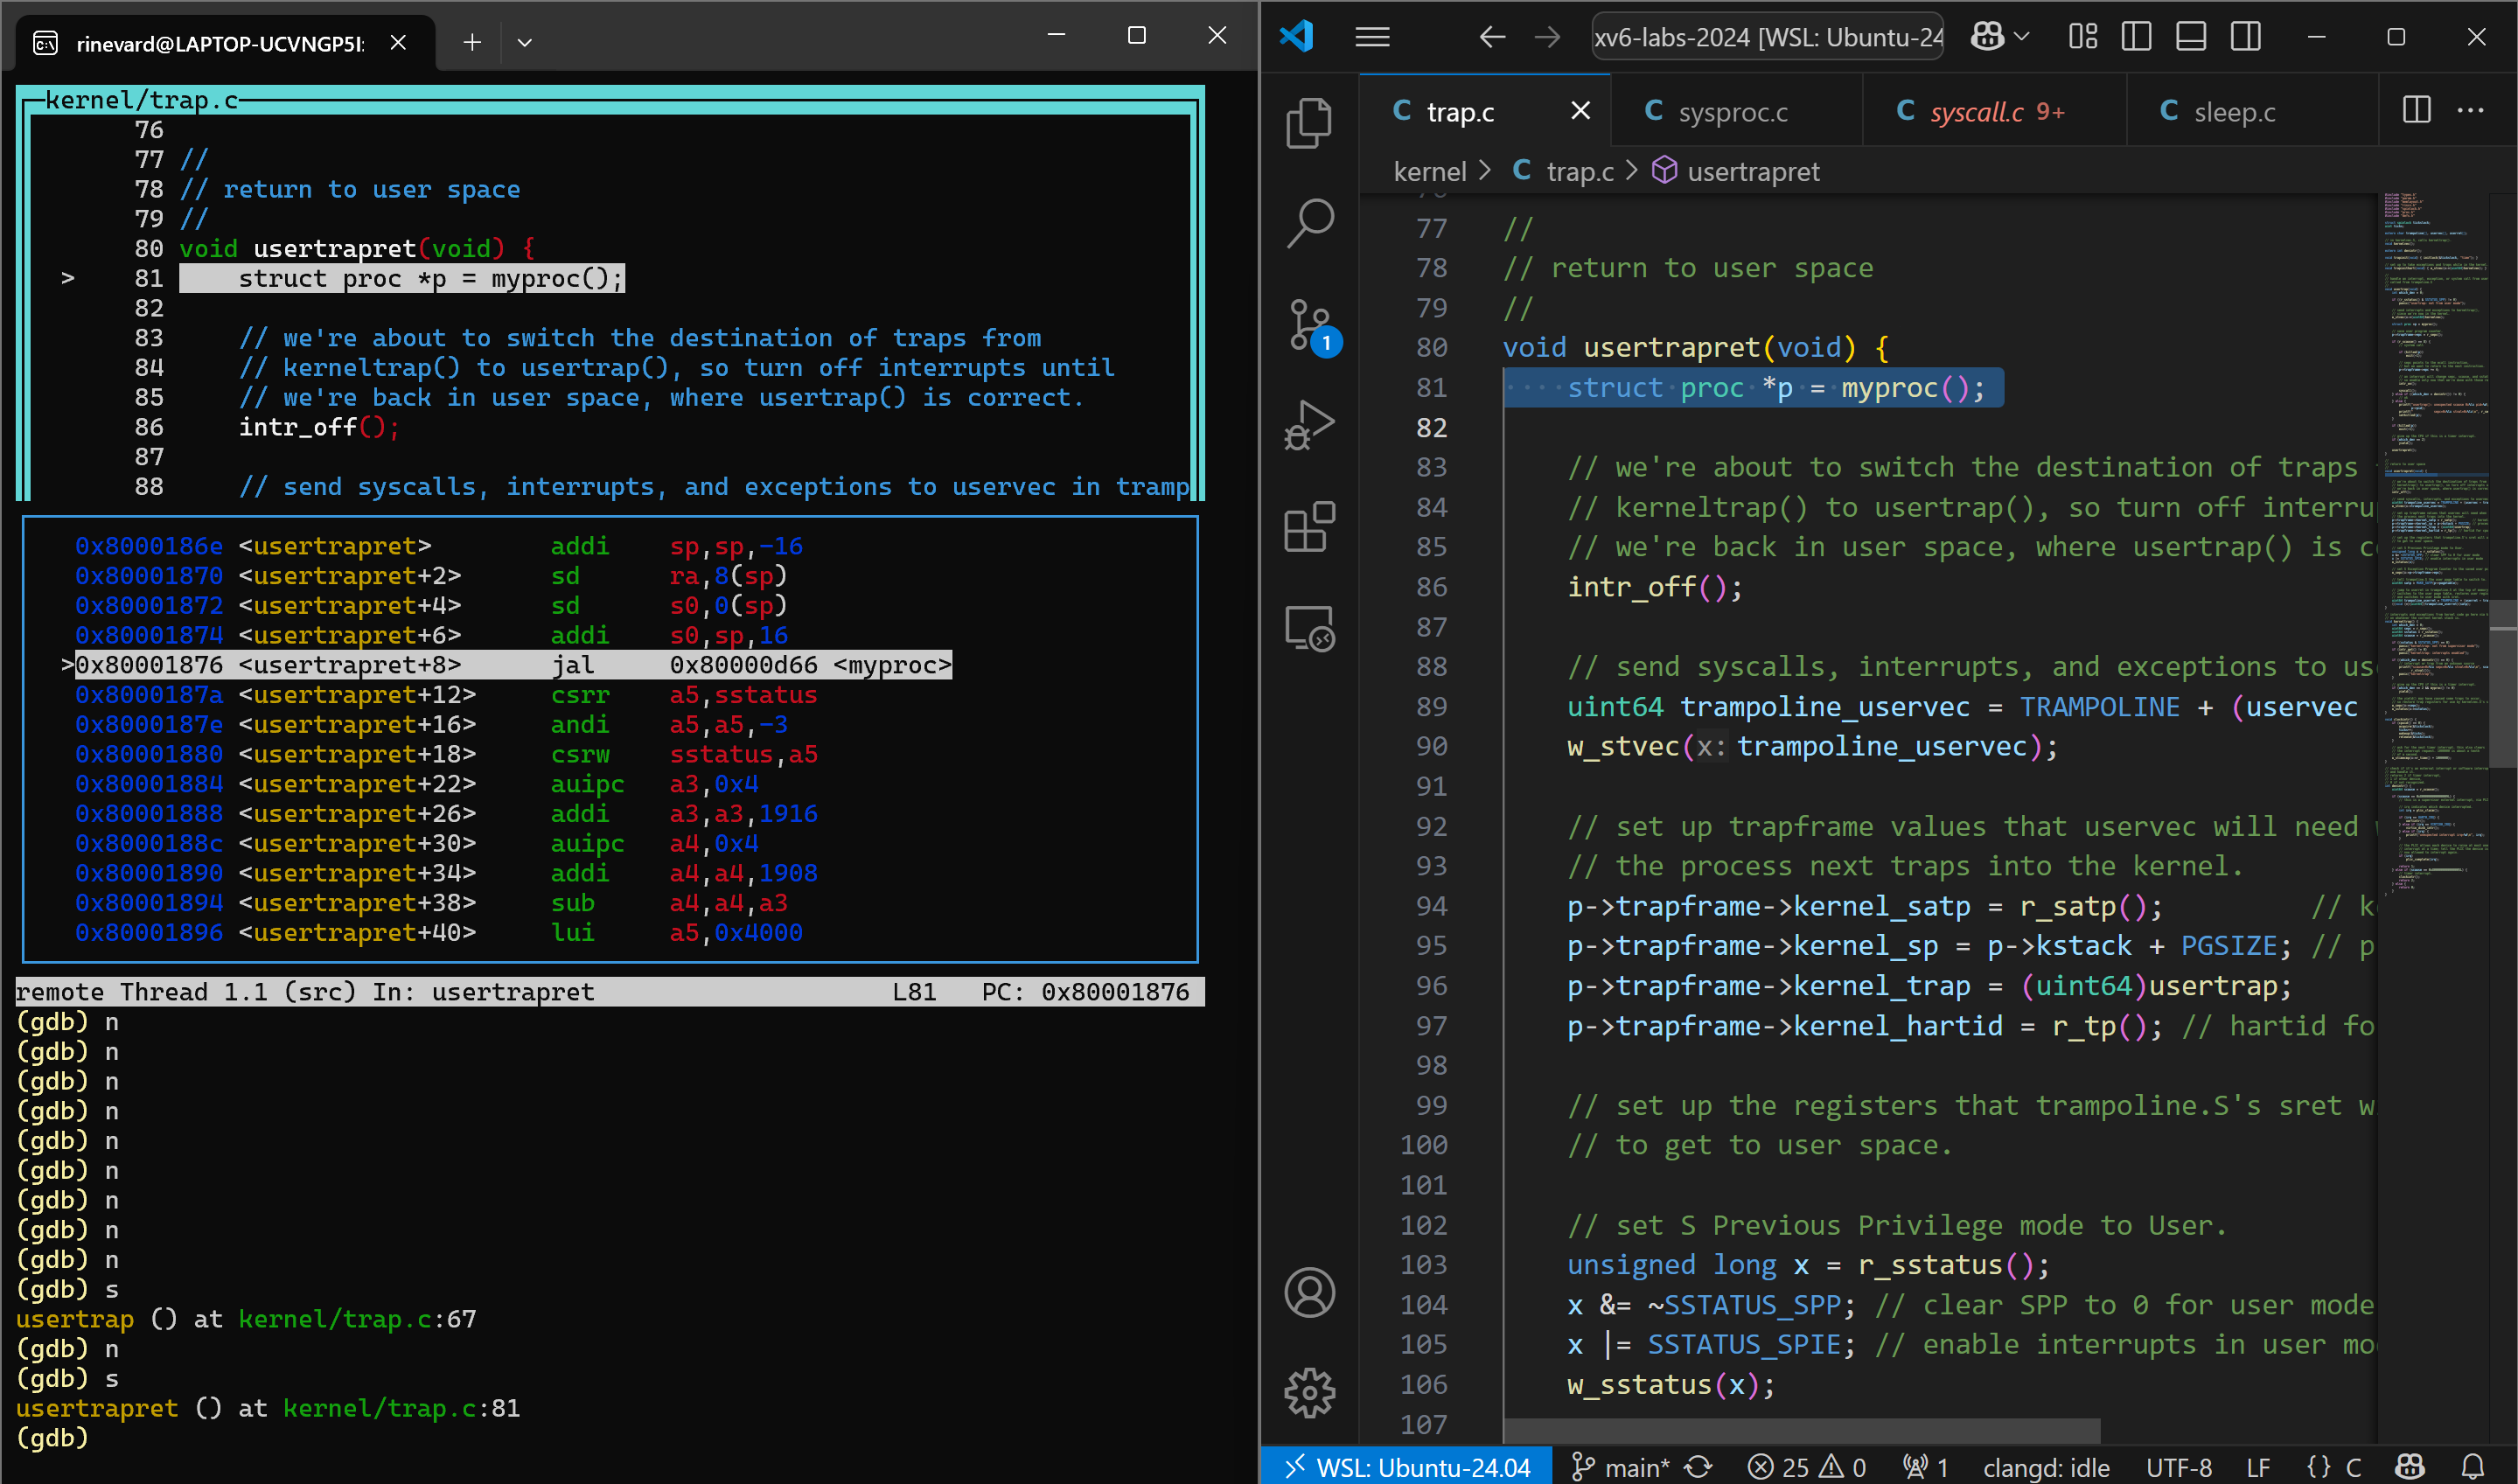 rinevard@LAPTOP-UCVNGP5I:
kernel/trap.c
76
77 //
78 // return to user space
79 //
80 void usertrapret(void) {
> 81 struct proc *p = myproc();
82
83 // we're about to switch the destination of traps from
84 // kerneltrap() to usertrap(), so turn off interrupts until
85 // we're back in user space, where usertrap() is correct.
86 intr_off();
87
88 // send syscalls, interrupts, and exceptions to uservec in tramp
0x8000186e <usertrapret> addi sp,sp,-16
0x80001870 <usertrapret+2> sd ra,8(sp)
0x80001872 <usertrapret+4> sd s0,0(sp)
0x80001874 <usertrapret+6> addi s0,sp,16
>0x80001876 <usertrapret+8> jal 0x80000d66 <myproc>
0x8000187a <usertrapret+12> csrr a5,sstatus
0x8000187e <usertrapret+16> andi a5,a5,-3
0x80001880 <usertrapret+18> csrw sstatus,a5
0x80001884 <usertrapret+22> auipc a3,0x4
0x80001888 <usertrapret+26> addi a3,a3,1916
0x8000188c <usertrapret+30> auipc a4,0x4
0x80001890 <usertrapret+34> addi a4,a4,1908
0x80001894 <usertrapret+38> sub a4,a4,a3
0x80001896 <usertrapret+40> lui a5,0x4000
remote Thread 1.1 (src) In: usertrapret L81 PC: 0x80001876
(gdb) n
(gdb) n
(gdb) n
(gdb) n
(gdb) n
(gdb) n
(gdb) n
(gdb) n
(gdb) n
(gdb) s
usertrap () at kernel/trap.c:67
(gdb) n
(gdb) s
usertrapret () at kernel/trap.c:81
(gdb)
xv6-labs-2024 [WSL: Ubuntu-24
C trap.c C sysproc.c C syscall.c 9+ C sleep.c
kernel > C trap.c > usertrapret
1
77 //
78 // return to user space
79 //
80 void usertrapret(void) {
81 struct proc *p = myproc();
82
83 // we're about to switch the destination of traps
84 // kerneltrap() to usertrap(), so turn off interru
85 // we're back in user space, where usertrap() is c
86 intr_off();
87
88 // send syscalls, interrupts, and exceptions to us
89 uint64 trampoline_uservec = TRAMPOLINE + (uservec
90 w_stvec(x: trampoline_uservec);
91
92 // set up trapframe values that uservec will need
93 // the process next traps into the kernel.
94 p->trapframe->kernel_satp = r_satp(); // k
95 p->trapframe->kernel_sp = p->kstack + PGSIZE; // p
96 p->trapframe->kernel_trap = (uint64)usertrap;
97 p->trapframe->kernel_hartid = r_tp(); // hartid fo
98
99 // set up the registers that trampoline.S's sret w
100 // to get to user space.
101
102 // set S Previous Privilege mode to User.
103 unsigned long x = r_sstatus();
104 x &= ~SSTATUS_SPP; // clear SPP to 0 for user mode
105 x |= SSTATUS_SPIE; // enable interrupts in user mo
106 w_sstatus(x);
107
WSL: Ubuntu-24.04 main* 25 0 1 clangd: idle UTF-8 LF {} C